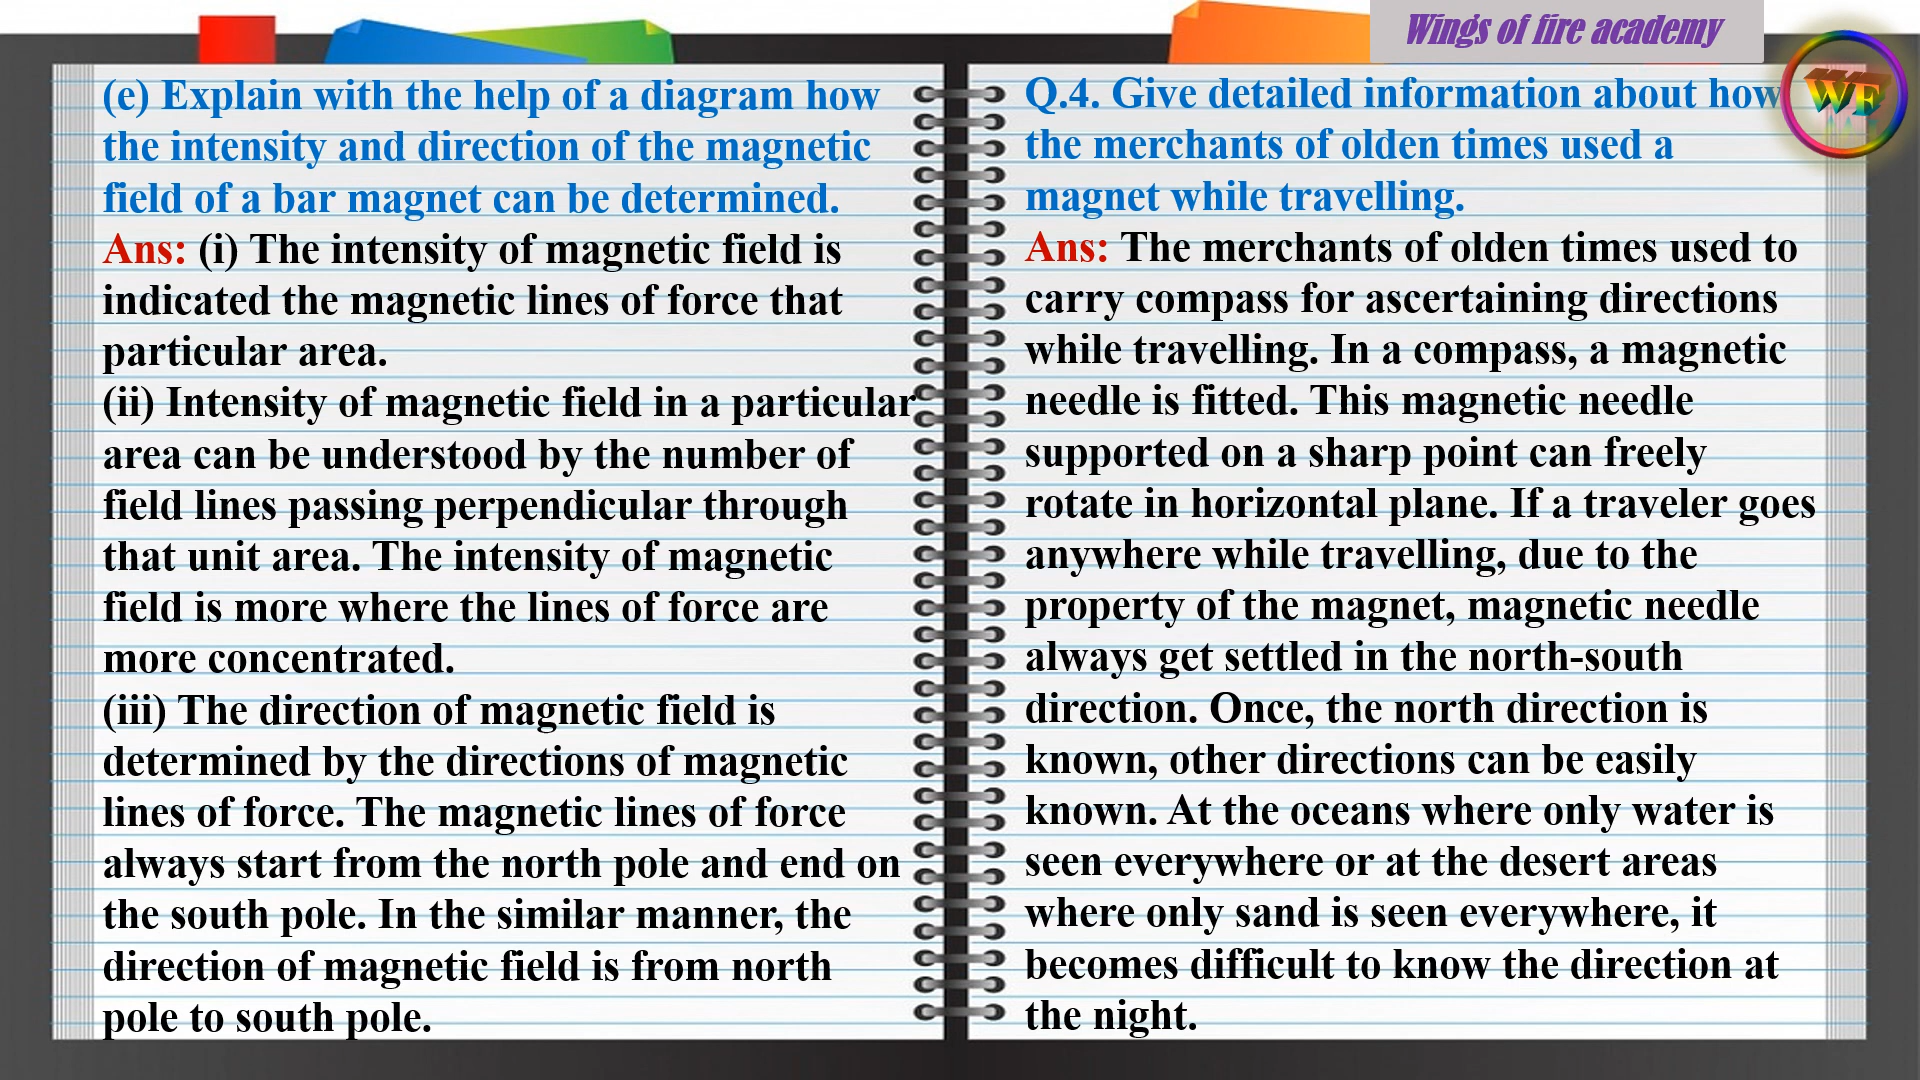 Wings of fire academy
WF
(e) Explain with the help of a diagram how
the intensity and direction of the magnetic
field of a bar magnet can be determined.
Ans: (i) The intensity of magnetic field is
indicated the magnetic lines of force that
particular area.
(ii) Intensity of magnetic field in a particular
area can be understood by the number of
field lines passing perpendicular through
that unit area. The intensity of magnetic
field is more where the lines of force are
more concentrated.
(iii) The direction of magnetic field is
determined by the directions of magnetic
lines of force. The magnetic lines of force
always start from the north pole and end on
the south pole. In the similar manner, the
direction of magnetic field is from north
pole to south pole.
Q.4. Give detailed information about how
the merchants of olden times used a
magnet while travelling.
Ans: The merchants of olden times used to
carry compass for ascertaining directions
while travelling. In a compass, a magnetic
needle is fitted. This magnetic needle
supported on a sharp point can freely
rotate in horizontal plane. If a traveler goes
anywhere while travelling, due to the
property of the magnet, magnetic needle
always get settled in the north-south
direction. Once, the north direction is
known, other directions can be easily
known. At the oceans where only water is
seen everywhere or at the desert areas
where only sand is seen everywhere, it
becomes difficult to know the direction at
the night.